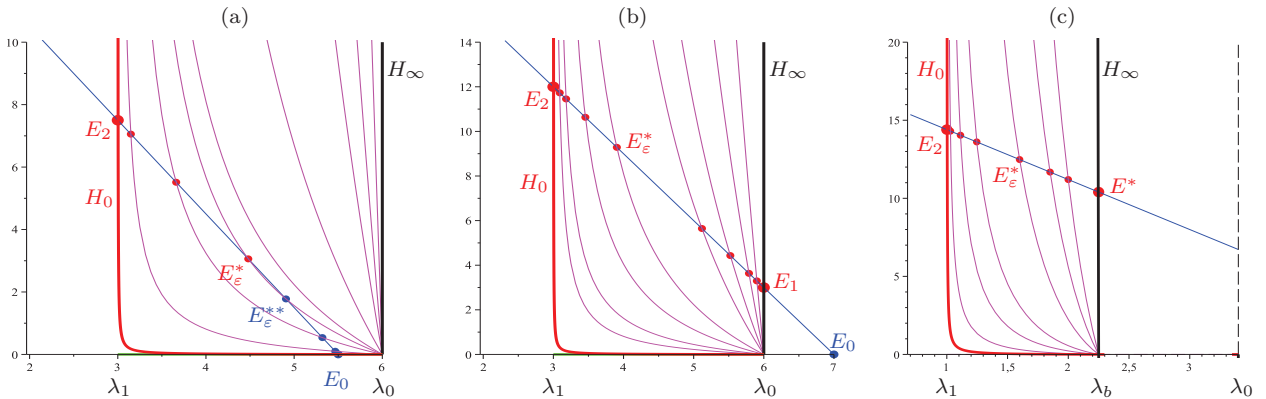 (a) (b) (c)
10 14 20
8 12 15
6 10 10
4 8 5
2 6 0
0 4
2
0
H∞ H∞ H₀ H∞
E₂ E₂ E₂
H₀ H₀
E*ε E*ε E*ε E*
E**ε E₁
E₀ E₀
2 3 4 5 6
λ₁ λ₀
2 3 4 5 6 7
λ₁ λ₀
1 1,5 2 2,5 3
λ₁ λb λ₀